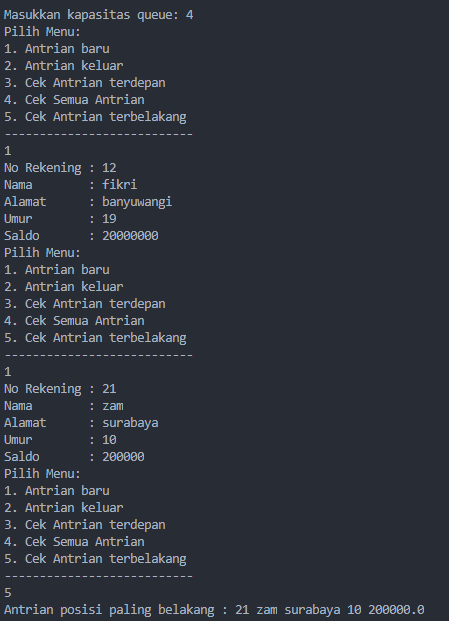 Masukkan kapasitas queue: 4
Pilih Menu:
1. Antrian baru
2. Antrian keluar
3. Cek Antrian terdepan
4. Cek Semua Antrian
5. Cek Antrian terbelakang
---------------------------
1
No Rekening : 12
Nama        : fikri
Alamat      : banyuwangi
Umur        : 19
Saldo       : 20000000
Pilih Menu:
1. Antrian baru
2. Antrian keluar
3. Cek Antrian terdepan
4. Cek Semua Antrian
5. Cek Antrian terbelakang
---------------------------
1
No Rekening : 21
Nama        : zam
Alamat      : surabaya
Umur        : 10
Saldo       : 200000
Pilih Menu:
1. Antrian baru
2. Antrian keluar
3. Cek Antrian terdepan
4. Cek Semua Antrian
5. Cek Antrian terbelakang
---------------------------
5
Antrian posisi paling belakang : 21 zam surabaya 10 200000.0